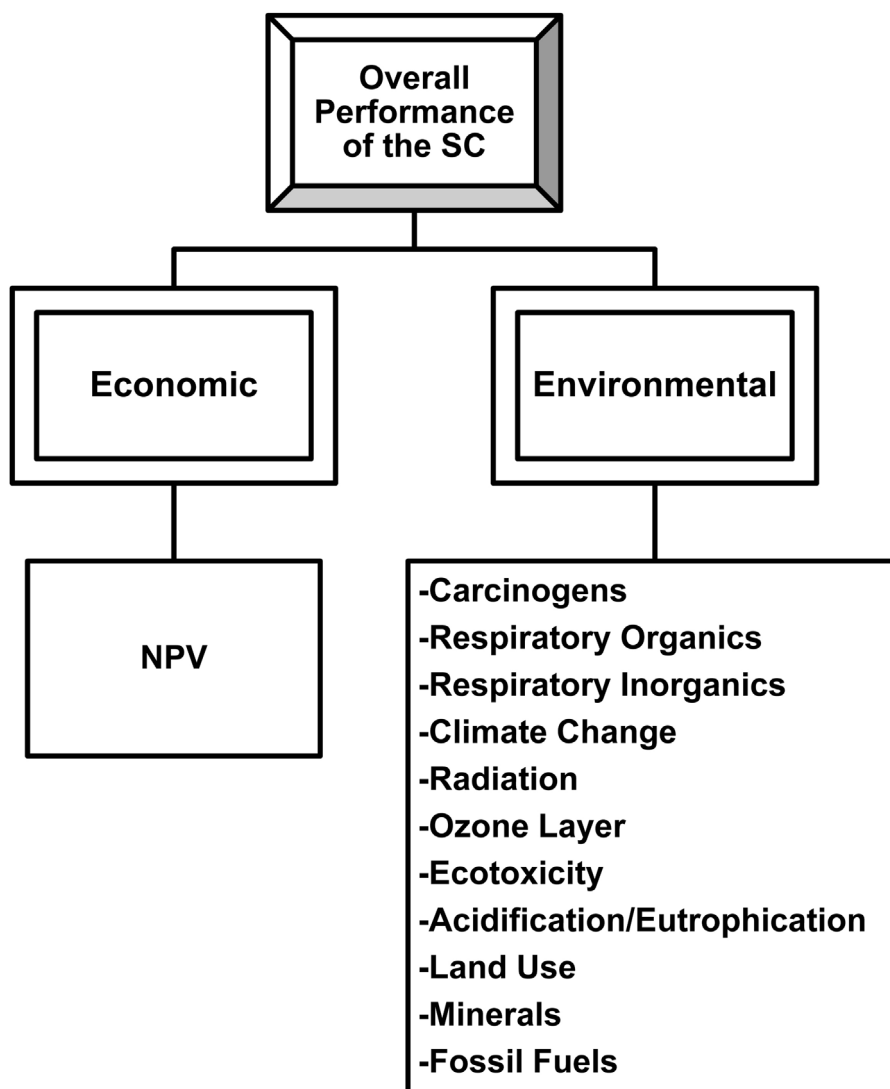 Overall
Performance
of the SC
Economic
Environmental
NPV
-Carcinogens
-Respiratory Organics
-Respiratory Inorganics
-Climate Change
-Radiation
-Ozone Layer
-Ecotoxicity
-Acidification/Eutrophication
-Land Use
-Minerals
-Fossil Fuels